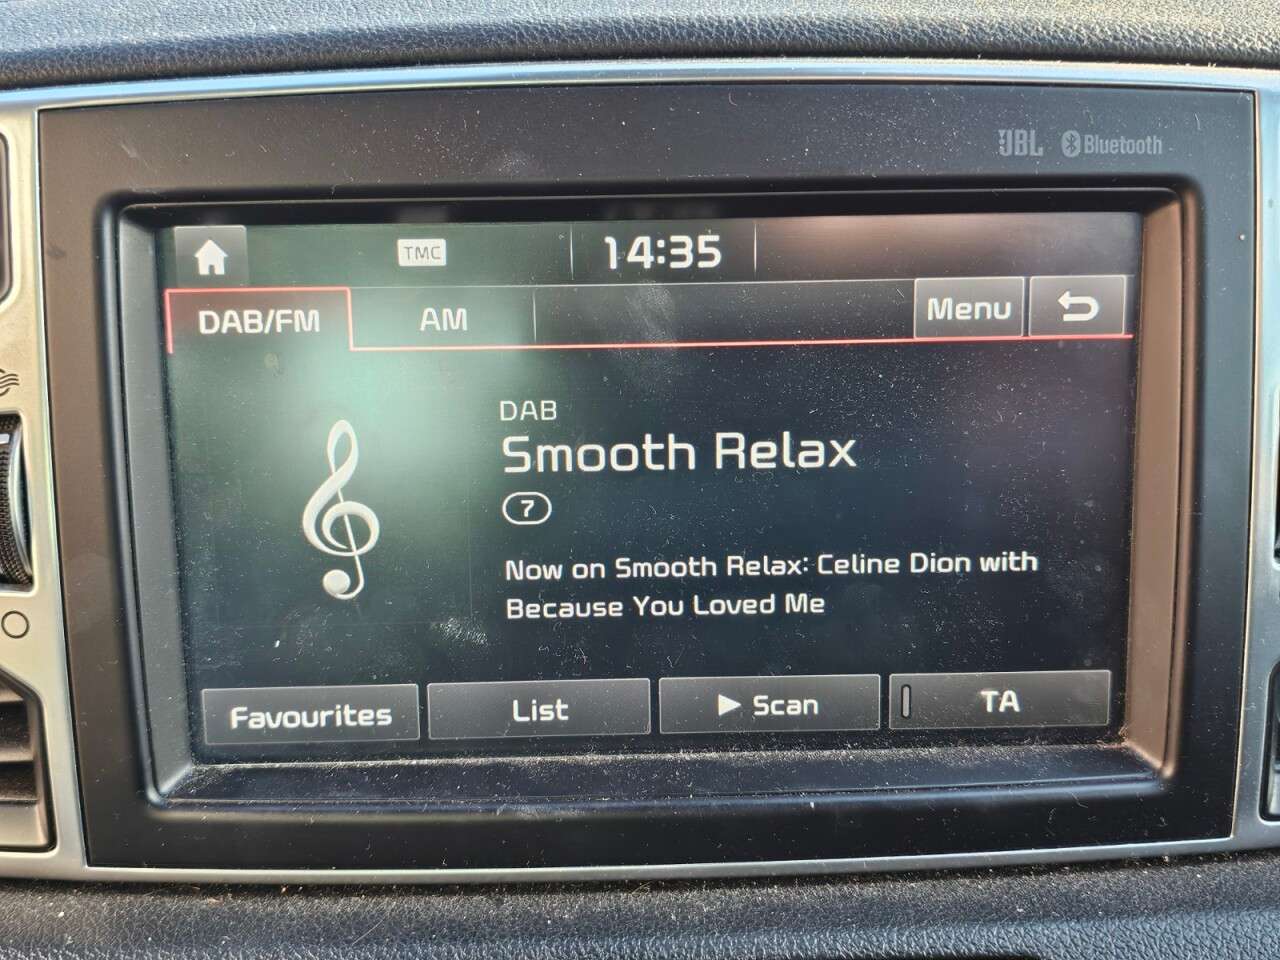 JBL Bluetooth
TMC 14:35
DAB/FM AM Menu
DAB
Smooth Relax
7
Now on Smooth Relax: Celine Dion with
Because You Loved Me
Favourites List Scan TA